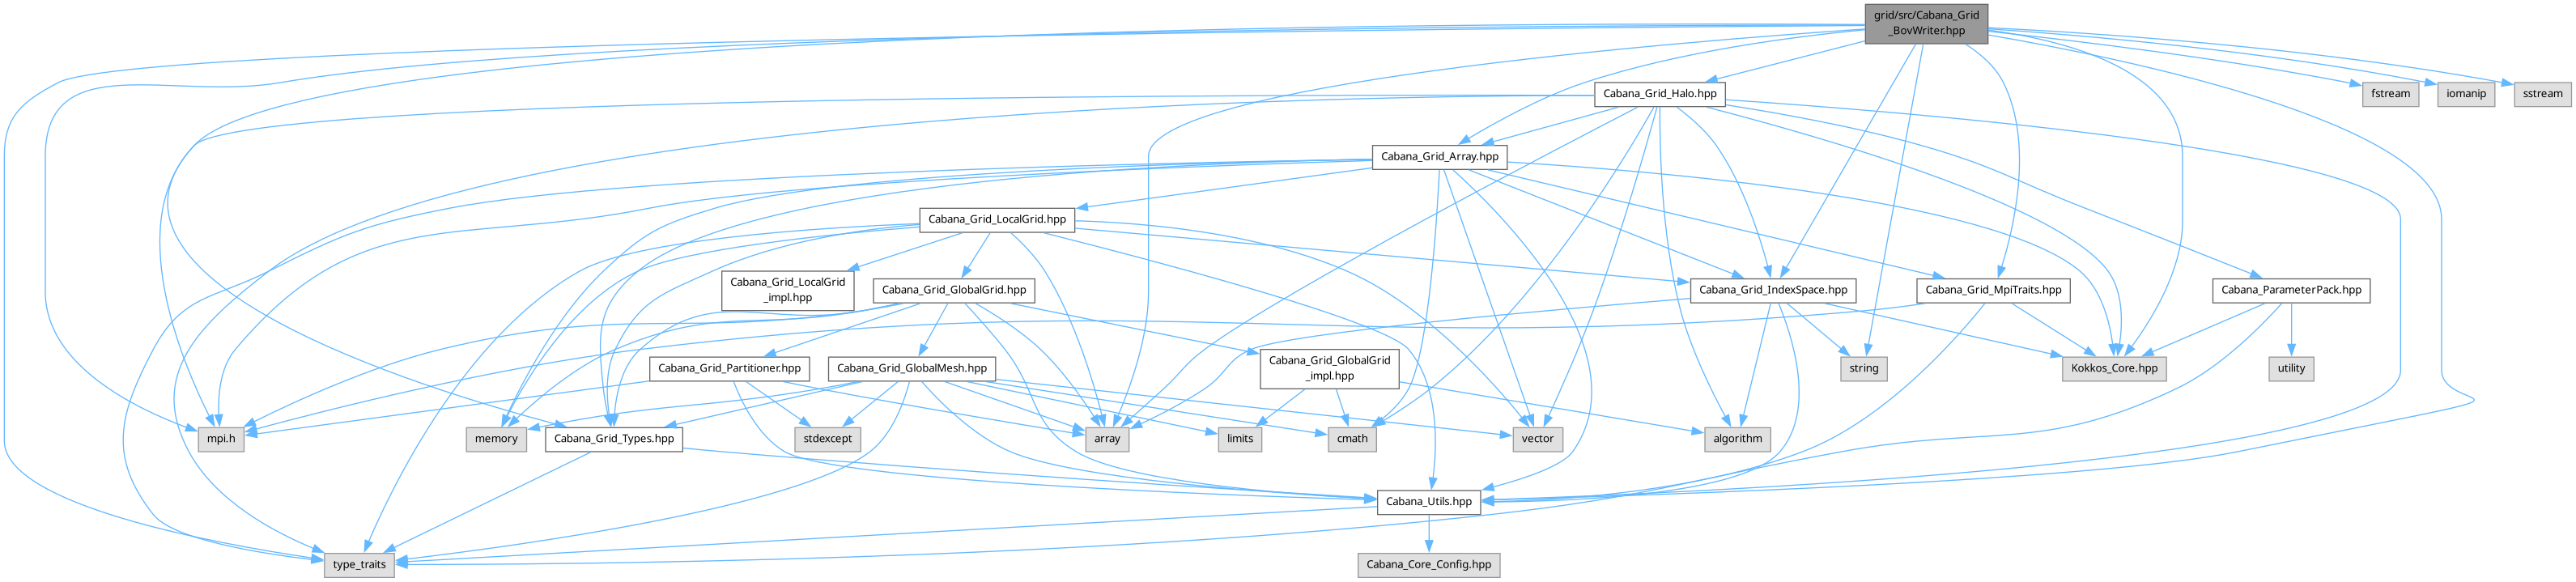 grid/src/Cabana_Grid
_BovWriter.hpp
Cabana_Grid_Halo.hpp
fstream
iomanip
sstream
Cabana_Grid_Array.hpp
Cabana_Grid_LocalGrid.hpp
Cabana_Grid_LocalGrid
_impl.hpp
Cabana_Grid_GlobalGrid.hpp
Cabana_Grid_IndexSpace.hpp
Cabana_Grid_MpiTraits.hpp
Cabana_ParameterPack.hpp
Cabana_Grid_Partitioner.hpp
Cabana_Grid_GlobalMesh.hpp
Cabana_Grid_GlobalGrid
_impl.hpp
string
Kokkos_Core.hpp
utility
mpi.h
memory
Cabana_Grid_Types.hpp
stdexcept
array
limits
cmath
vector
algorithm
Cabana_Utils.hpp
type_traits
Cabana_Core_Config.hpp